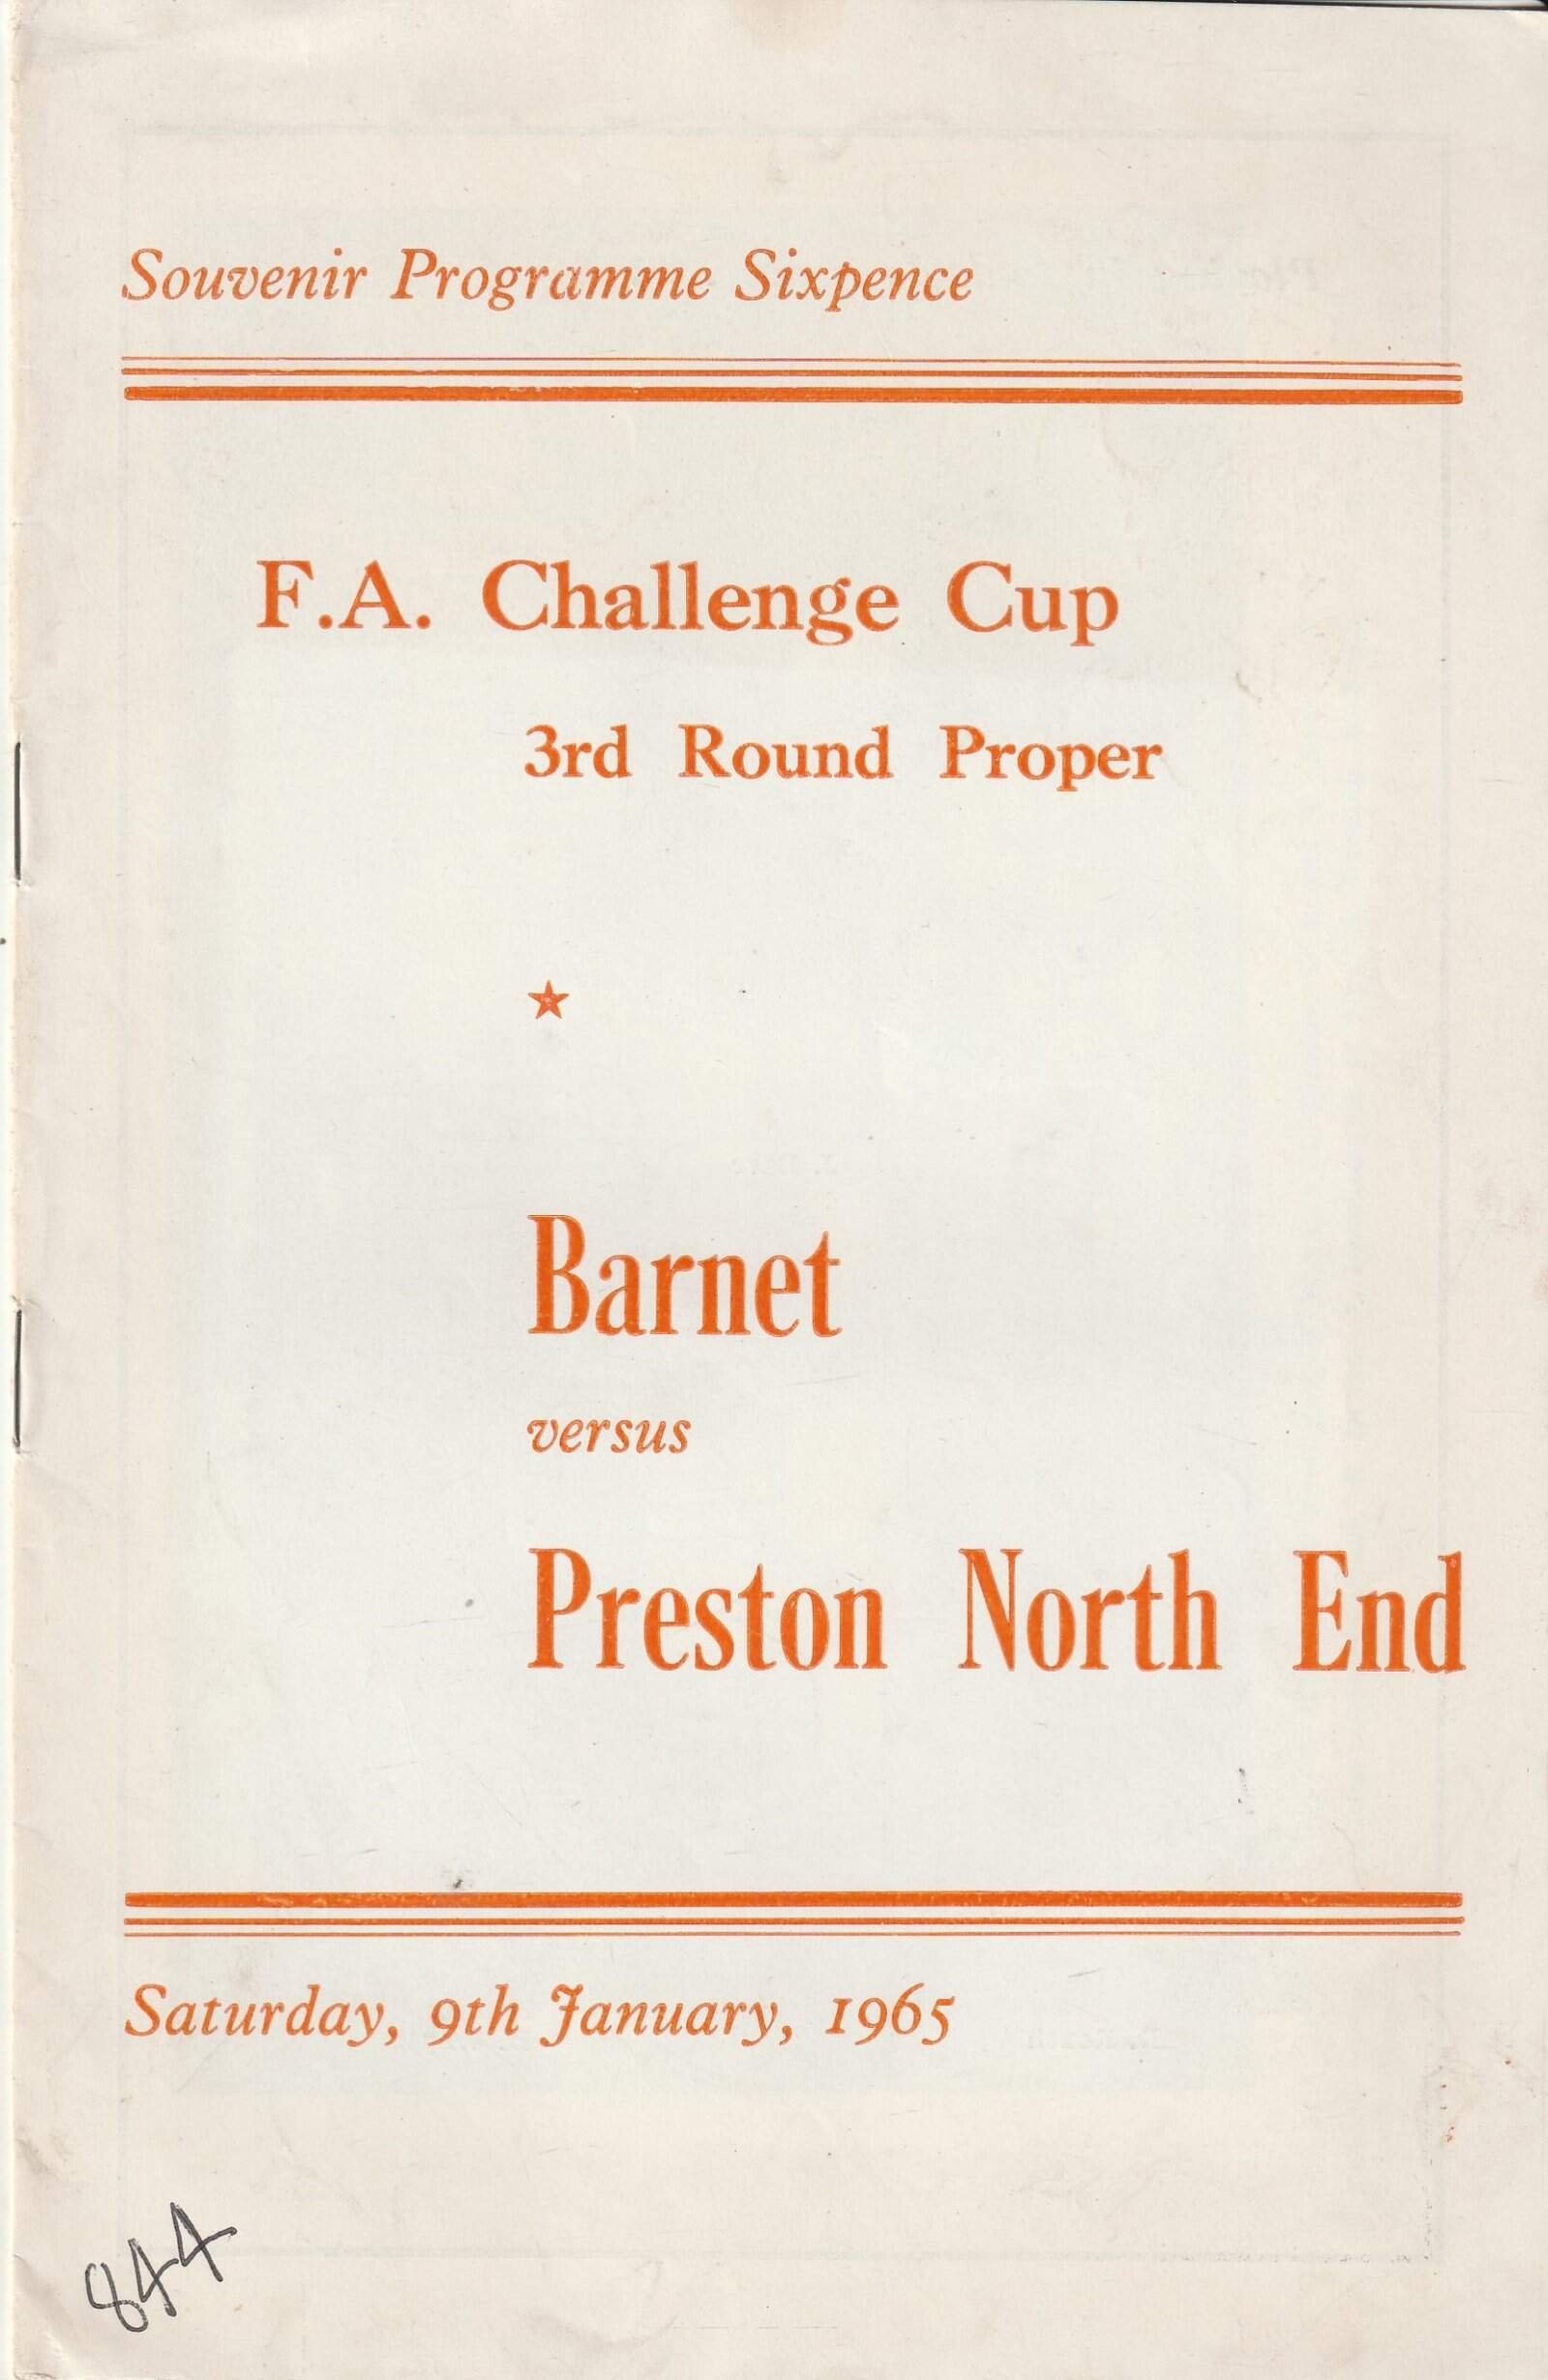 Souvenir Programme Sixpence
F.A. Challenge Cup
3rd Round Proper
Barnet
versus
Preston North End
Saturday, 9th January, 1965
844